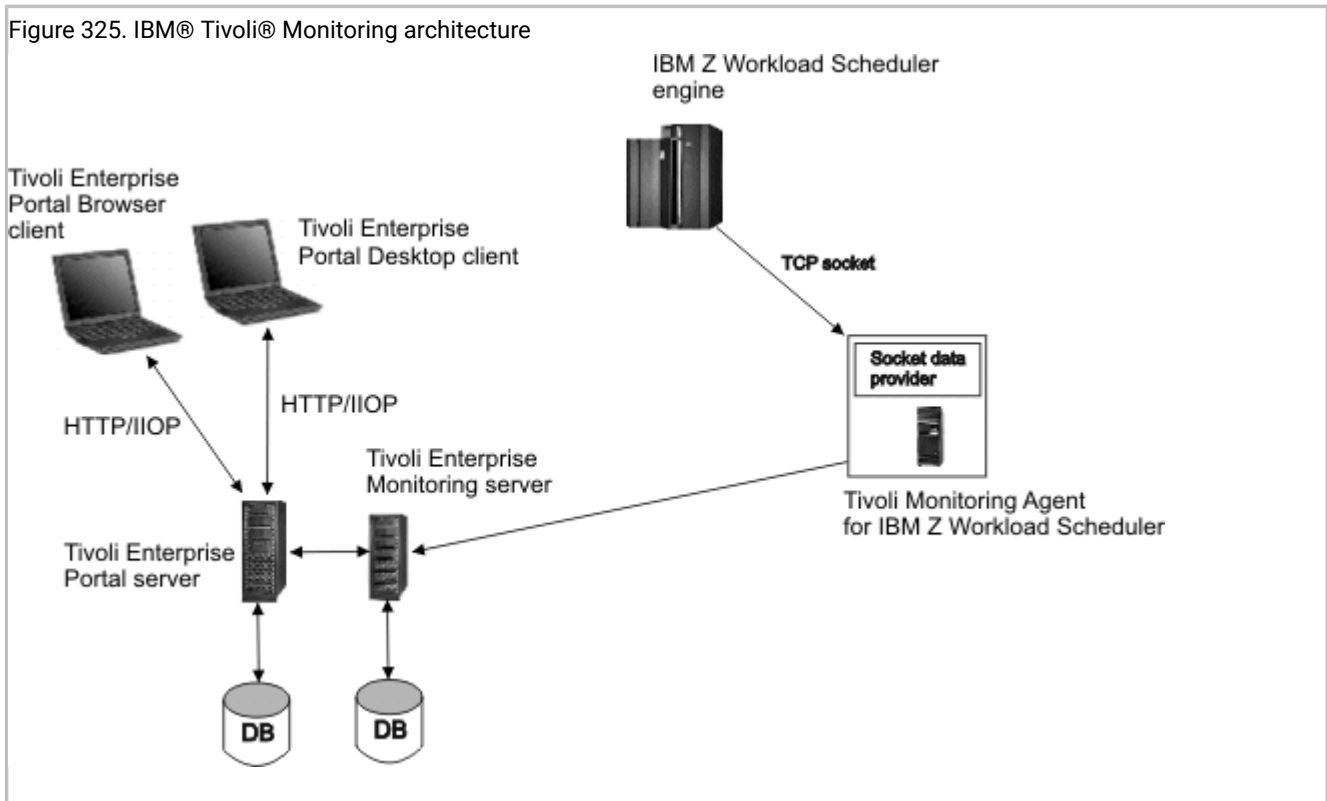 Figure 325. IBM® Tivoli® Monitoring architecture
IBM Z Workload Scheduler
engine
Tivoli Enterprise
Portal Browser
client
Tivoli Enterprise
Portal Desktop client
TCP socket
Socket data
provider
HTTP/IIOP
HTTP/IIOP
Tivoli Enterprise
Monitoring server
Tivoli Monitoring Agent
for IBM Z Workload Scheduler
Tivoli Enterprise
Portal server
DB
DB